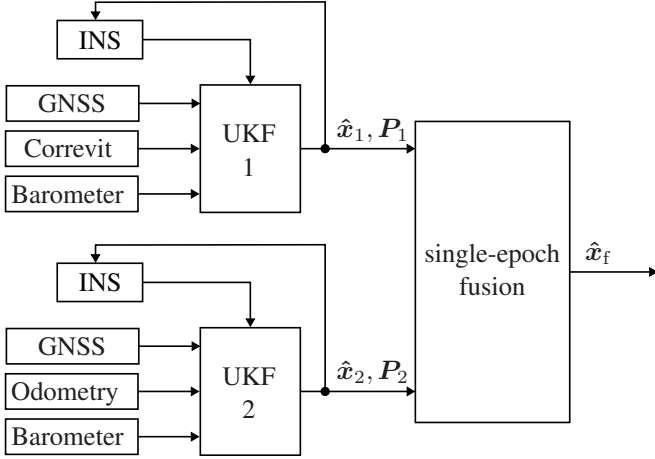 INS
GNSS
Correvit
Barometer
UKF
1
x̂₁, P₁
INS
GNSS
Odometry
Barometer
UKF
2
x̂₂, P₂
single-epoch
fusion
x̂f